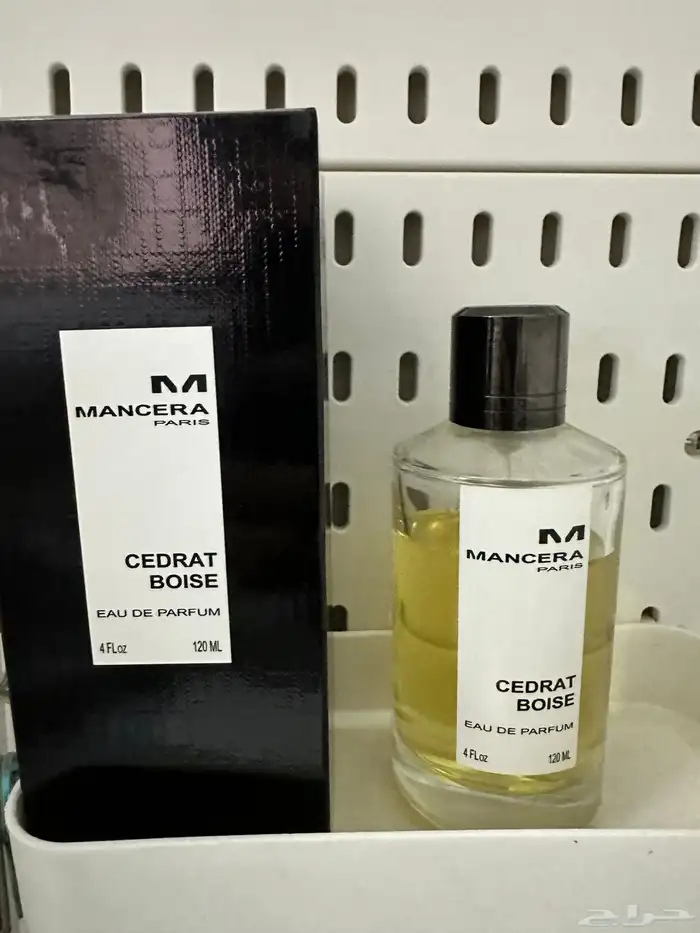 M
MANCERA
PARIS
CEDRAT
BOISE
EAU DE PARFUM
4 FLoz 120 ML
M
MANCERA
PARIS
CEDRAT
BOISE
EAU DE PARFUM
4 FLoz 120 ML
حراج